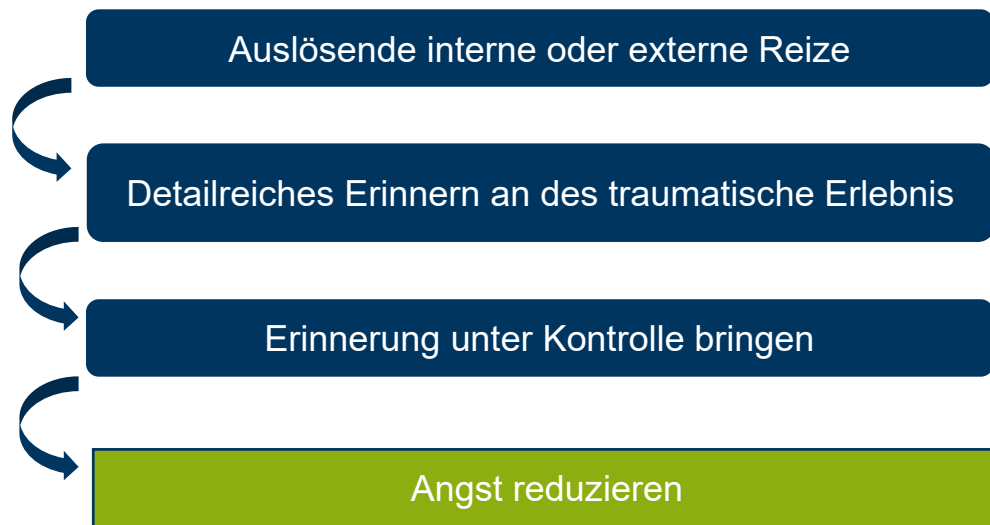 Auslösende interne oder externe Reize
Detailreiches Erinnern an des traumatische Erlebnis
Erinnerung unter Kontrolle bringen
Angst reduzieren